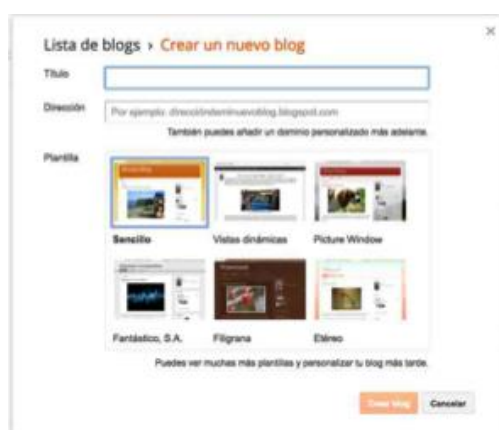 Lista de blogs › Crear un nuevo blog
Título
Dirección
Por ejemplo: direccióndeminuevoblog.blogspot.com
También puedes añadir un dominio personalizado más adelante.
Plantilla
Sencillo
Vistas dinámicas
Picture Window
Fantástico, S.A.
Filigrana
Etéreo
Puedes ver muchas más plantillas y personalizar tu blog más tarde.
Crear blog
Cancelar